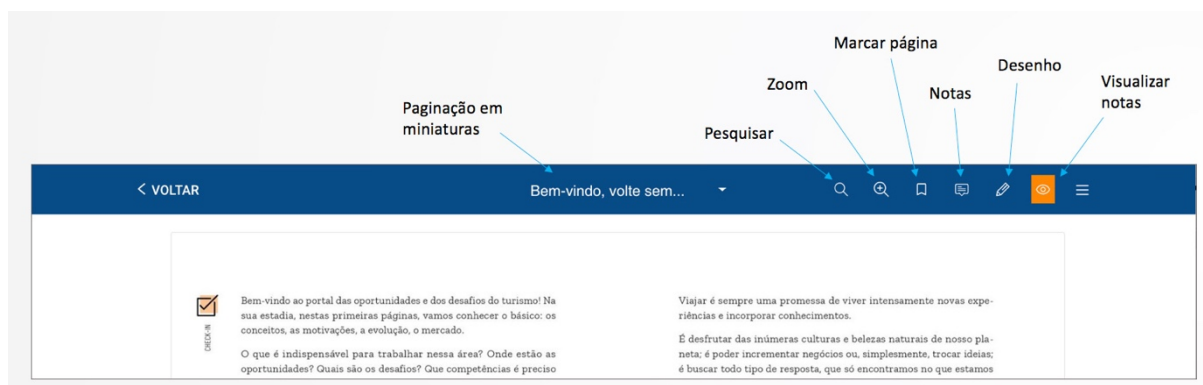 Marcar página
Desenho
Zoom
Visualizar
notas
Notas
Paginação em
miniaturas
Pesquisar
< VOLTAR
Bem-vindo, volte sem...
CHECK-IN
Bem-vindo ao portal das oportunidades e dos desafios do turismo! Na
sua estadia, nestas primeiras páginas, vamos conhecer o básico: os
conceitos, as motivações, a evolução, o mercado.
O que é indispensável para trabalhar nessa área? Onde estão as
oportunidades? Quais são os desafios? Que competências é preciso
Viajar é sempre uma promessa de viver intensamente novas expe-
riências e incorporar conhecimentos.
É desfrutar das inúmeras culturas e belezas naturais de nosso pla-
neta; é poder incrementar negócios ou, simplesmente, trocar ideias;
é buscar todo tipo de resposta, que só encontramos no que estamos